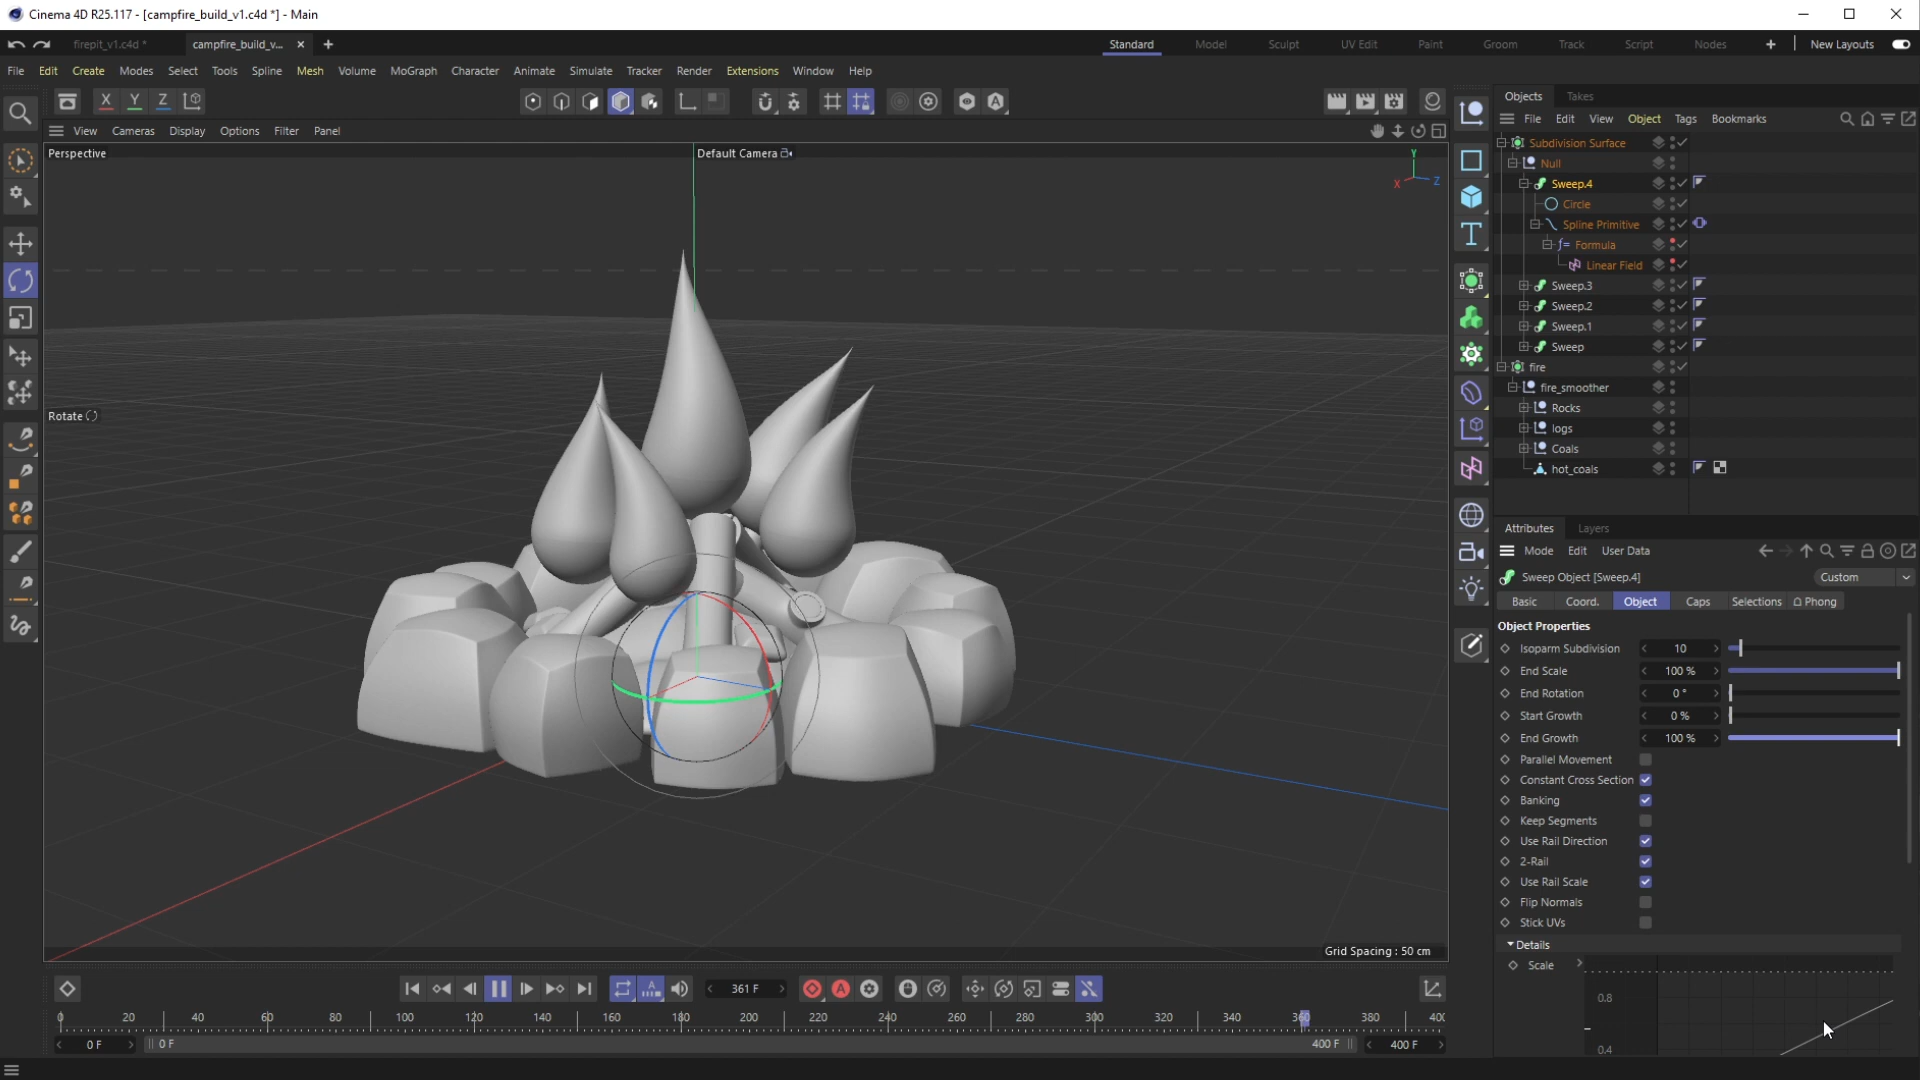 Cinema 4D R25.117 - [campfire_build_v1.c4d *] - Main
firepit_v1.c4d *
campfire_build_v...
Standard Model Sculpt UV Edit Paint Groom Track Script Nodes New Layouts
File Edit Create Modes Select Tools Spline Mesh Volume MoGraph Character Animate Simulate Tracker Render Extensions Window Help
X Y Z
View Cameras Display Options Filter Panel
Perspective
Default Camera
Y
X
Z
Rotate
Grid Spacing : 50 cm
Objects Takes
File Edit View Object Tags Bookmarks
Subdivision Surface
Null
Sweep.4
Circle
Spline Primitive
Formula
Linear Field
Sweep.3
Sweep.2
Sweep.1
Sweep
fire
fire_smoother
Rocks
logs
Coals
hot_coals
Attributes Layers
Mode Edit User Data
Sweep Object [Sweep.4]
Custom
Basic Coord. Object Caps Selections Phong
Object Properties
Isoparm Subdivision 10
End Scale 100 %
End Rotation 0 °
Start Growth 0 %
End Growth 100 %
Parallel Movement
Constant Cross Section
Banking
Keep Segments
Use Rail Direction
2-Rail
Use Rail Scale
Flip Normals
Stick UVs
Details
Scale
0.8
0.4
361 F
0 20 40 60 80 100 120 140 160 180 200 220 240 260 280 300 320 340 360 380 400
0 F 0 F 400 F 400 F